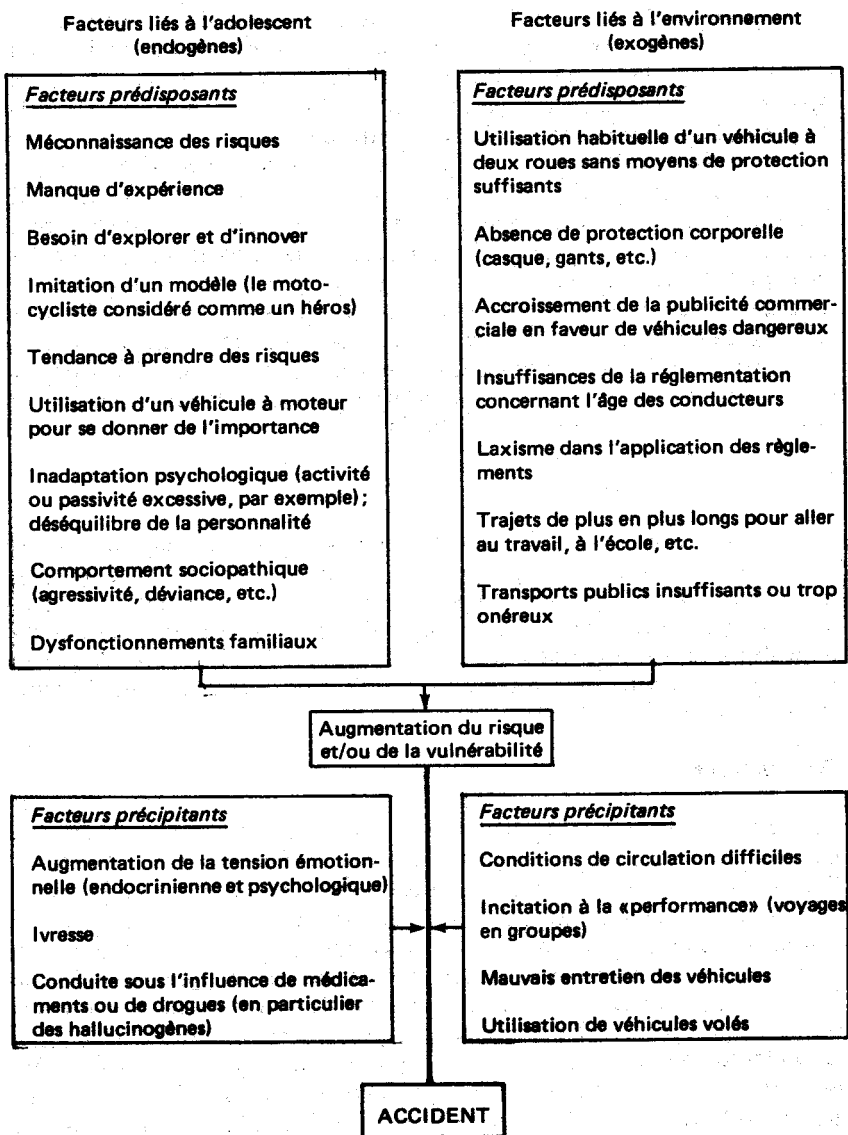 Facteurs liés à l'adolescent
(endogènes)
Facteurs prédisposants
Méconnaissance des risques
Manque d'expérience
Besoin d'explorer et d'innover
Imitation d'un modèle (le moto-
cycliste considéré comme un héros)
Tendance à prendre des risques
Utilisation d'un véhicule à moteur
pour se donner de l'importance
Inadaptation psychologique (activité
ou passivité excessive, par exemple) ;
déséquilibre de la personnalité
Comportement sociopathique
(agressivité, déviance, etc.)
Dysfonctionnements familiaux
Facteurs liés à l'environnement
(exogènes)
Facteurs prédisposants
Utilisation habituelle d'un véhicule à
deux roues sans moyens de protection
suffisants
Absence de protection corporelle
(casque, gants, etc.)
Accroissement de la publicité commer-
ciale en faveur de véhicules dangereux
Insuffisances de la réglementation
concernant l'âge des conducteurs
Laxisme dans l'application des règle-
ments
Trajets de plus en plus longs pour aller
au travail, à l'école, etc.
Transports publics insuffisants ou trop
onéreux
Augmentation du risque
et/ou de la vulnérabilité
Facteurs précipitants
Augmentation de la tension émotion-
nelle (endocrinienne et psychologique)
Ivresse
Conduite sous l'influence de médica-
ments ou de drogues (en particulier
des hallucinogènes)
Facteurs précipitants
Conditions de circulation difficiles
Incitation à la «performance» (voyages
en groupes)
Mauvais entretien des véhicules
Utilisation de véhicules volés
ACCIDENT